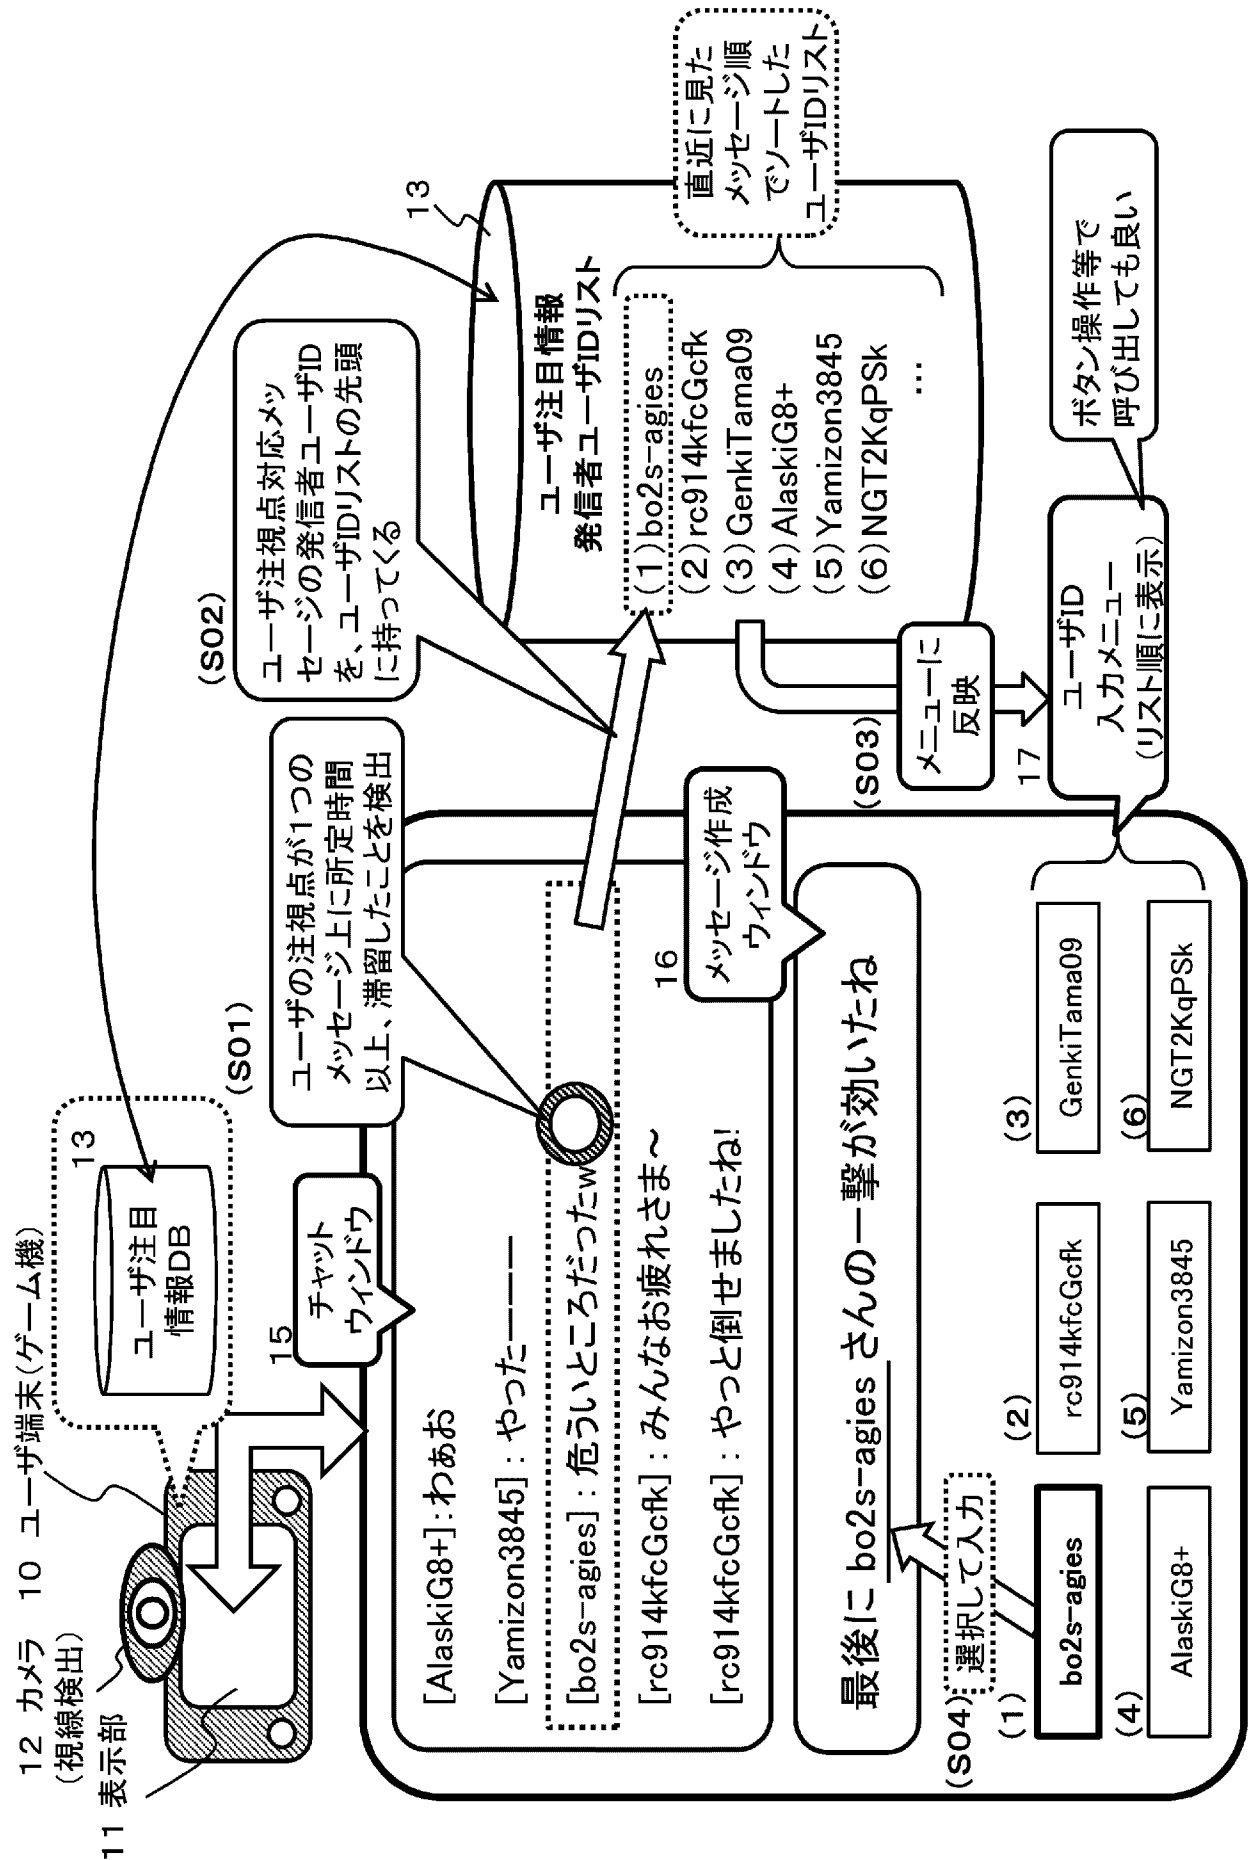 12 カメラ
(視線検出)
11 表示部
10 ユーザ端末(ゲーム機)
13
ユーザ注目
情報DB
(S01)
ユーザの注視点が1つの
メッセージ上に所定時間
以上、滞留したことを検出
(S02)
ユーザ注視点対応メッ
セージの発信者ユーザID
を、ユーザIDリストの先頭
に持ってくる
13
ユーザ注目情報
発信者ユーザIDリスト
(1)bo2s-agies
(2)rc914kfcGcfk
(3)GenkiTama09
(4)AlaskiG8+
(5)Yamizon3845
(6)NGT2KqPSk
…
直近に見た
メッセージ順
でソートした
ユーザIDリスト
15
チャット
ウィンドウ
[AlaskiG8+]:わぁお
[Yamizon3845]:やった————
[bo2s-agies]:危ういところだったw
[rc914kfcGcfk]:みんなお疲れさま～
[rc914kfcGcfk]:やっと倒せましたね!
16
メッセージ作成
ウィンドウ
最後に bo2s-agies さんの一撃が効いたね
(S03)
メニューに
反映
17
ユーザID
入力メニュー
(リスト順に表示)
ボタン操作等で
呼び出しても良い
(S04)
選択して入力
(1)
bo2s-agies
(2)
rc914kfcGcfk
(3)
GenkiTama09
(4)
AlaskiG8+
(5)
Yamizon3845
(6)
NGT2KqPSk